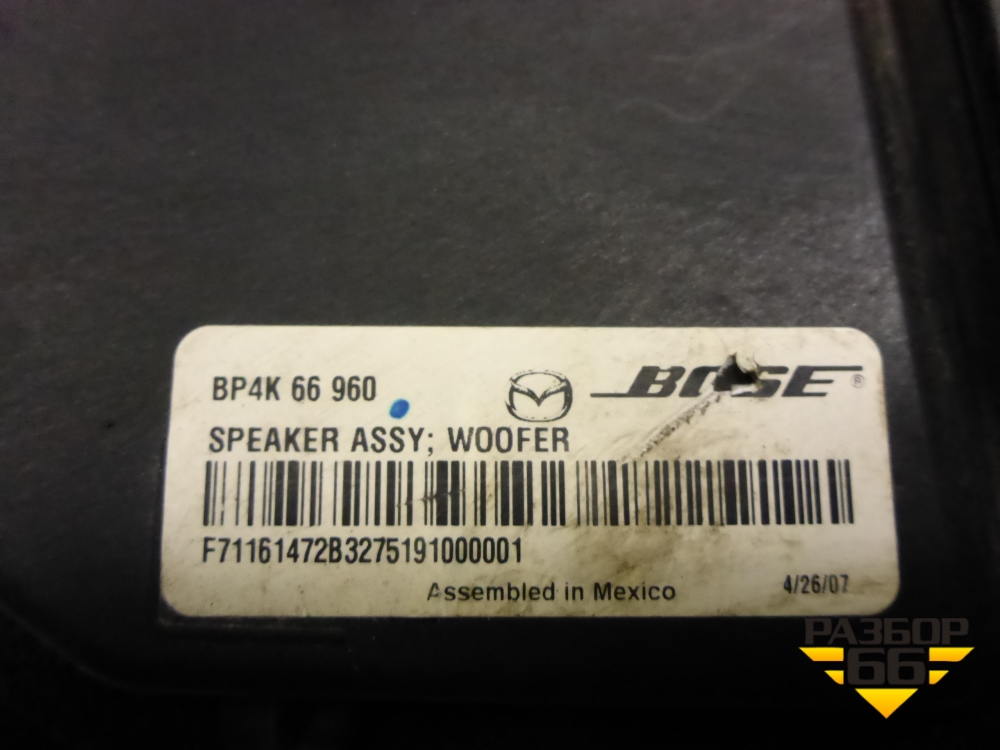 BP4K 66 960
BOSE®
SPEAKER ASSY; WOOFER
F71161472B3275191000001
Assembled in Mexico
4/26/07
РАЗБОР
66